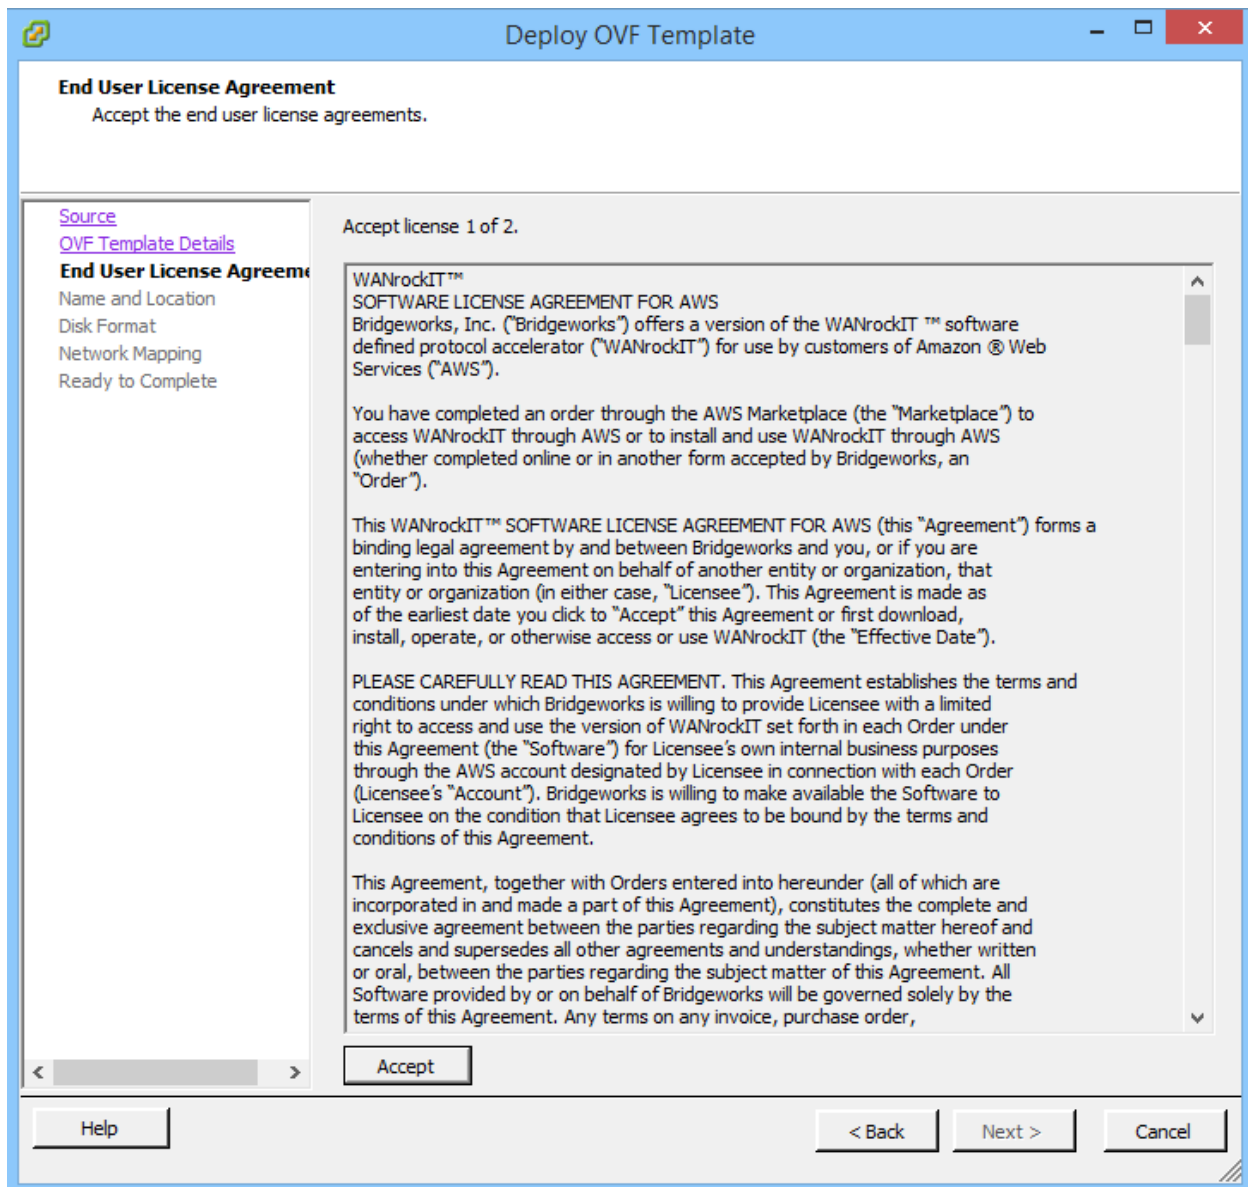 Deploy OVF Template
End User License Agreement
Accept the end user license agreements.
Source
OVF Template Details
End User License Agreeme
Name and Location
Disk Format
Network Mapping
Ready to Complete
Accept license 1 of 2.
WANrockIT™
SOFTWARE LICENSE AGREEMENT FOR AWS
Bridgeworks, Inc. (“Bridgeworks”) offers a version of the WANrockIT ™ software
defined protocol accelerator (“WANrockIT”) for use by customers of Amazon ® Web
Services (“AWS”).
You have completed an order through the AWS Marketplace (the “Marketplace”) to
access WANrockIT through AWS or to install and use WANrockIT through AWS
(whether completed online or in another form accepted by Bridgeworks, an
“Order”).
This WANrockIT™ SOFTWARE LICENSE AGREEMENT FOR AWS (this “Agreement”) forms a
binding legal agreement by and between Bridgeworks and you, or if you are
entering into this Agreement on behalf of another entity or organization, that
entity or organization (in either case, “Licensee”). This Agreement is made as
of the earliest date you click to “Accept” this Agreement or first download,
install, operate, or otherwise access or use WANrockIT (the “Effective Date”).
PLEASE CAREFULLY READ THIS AGREEMENT. This Agreement establishes the terms and
conditions under which Bridgeworks is willing to provide Licensee with a limited
right to access and use the version of WANrockIT set forth in each Order under
this Agreement (the “Software”) for Licensee’s own internal business purposes
through the AWS account designated by Licensee in connection with each Order
(Licensee’s “Account”). Bridgeworks is willing to make available the Software to
Licensee on the condition that Licensee agrees to be bound by the terms and
conditions of this Agreement.
This Agreement, together with Orders entered into hereunder (all of which are
incorporated in and made a part of this Agreement), constitutes the complete and
exclusive agreement between the parties regarding the subject matter hereof and
cancels and supersedes all other agreements and understandings, whether written
or oral, between the parties regarding the subject matter of this Agreement. All
Software provided by or on behalf of Bridgeworks will be governed solely by the
terms of this Agreement. Any terms on any invoice, purchase order,
Accept
Help
< Back
Next >
Cancel